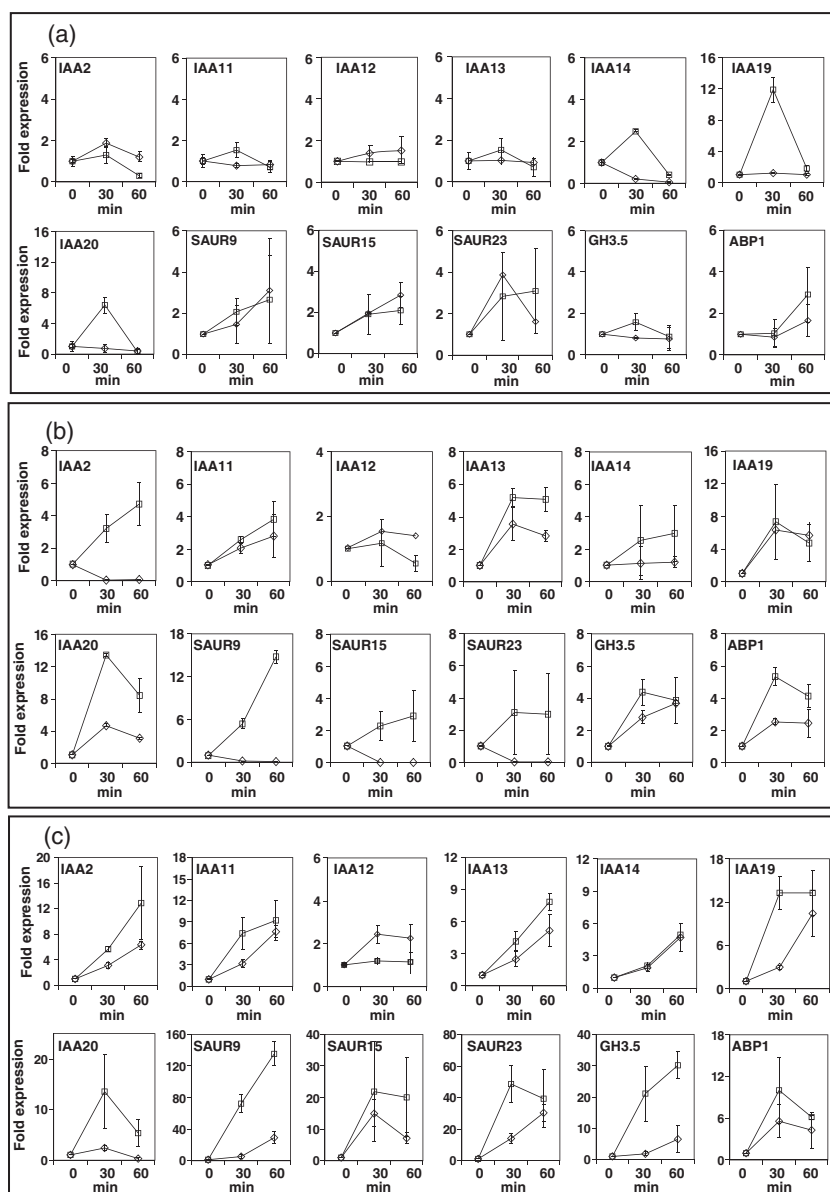 (a)
6 IAA2 6 IAA11 6 IAA12 6 IAA13 6 IAA14 16 IAA19
12
4 4 4 4 4
8
2 2 2 2 2
4
0 0 0 0 0 0
Fold expression
0 30 60 0 30 60 0 30 60 0 30 60 0 30 60 0 30 60
min min min min min min
16 IAA20 6 SAUR9 6 SAUR15 6 SAUR23 6 GH3.5 6 ABP1
12
4 4 4 4 4
8
2 2 2 2 2
4
0 0 0 0 0 0
Fold expression
0 30 60 0 30 60 0 30 60 0 30 60 0 30 60 0 30 60
min min min min min min
(b)
8 IAA2 8 IAA11 4 IAA12 8 IAA13 8 IAA14 16 IAA19
6 6 6 6 12
4 4 2 4 4 8
2 2 2 2 4
0 0 0 0 0 0
Fold expression
0 30 60 0 30 60 0 30 60 0 30 60 0 30 60 0 30 60
min min min min min min
16 IAA20 18 SAUR9 8 SAUR15 8 SAUR23 8 GH3.5 8 ABP1
12 12 6 6 6 6
8 4 4 4 4
4 6 2 2 2 2
0 0 0 0 0 0
Fold expression
0 30 60 0 30 60 0 30 60 0 30 60 0 30 60 0 30 60
min min min min min min
(c)
20 IAA2 18 IAA11 6 IAA12 12 IAA13 12 IAA14 18 IAA19
16 15 10
12 12 4 9 8 12
9 6 6
8 6 2 4 6
4 3 3 2
0 0 0 0 0 0
Fold expression
0 30 60 0 30 60 0 30 60 0 30 60 0 30 60 0 30 60
min min min min min min
IAA20 160 SAUR9 40 SAUR15 80 SAUR23 40 GH3.5 18 ABP1
20 120 30 60 30 12
10 80 20 40 20
40 10 20 10 6
0 0 0 0 0 0
Fold expression
0 30 60 0 30 60 0 30 60 0 30 60 0 30 60 0 30 60
min min min min min min